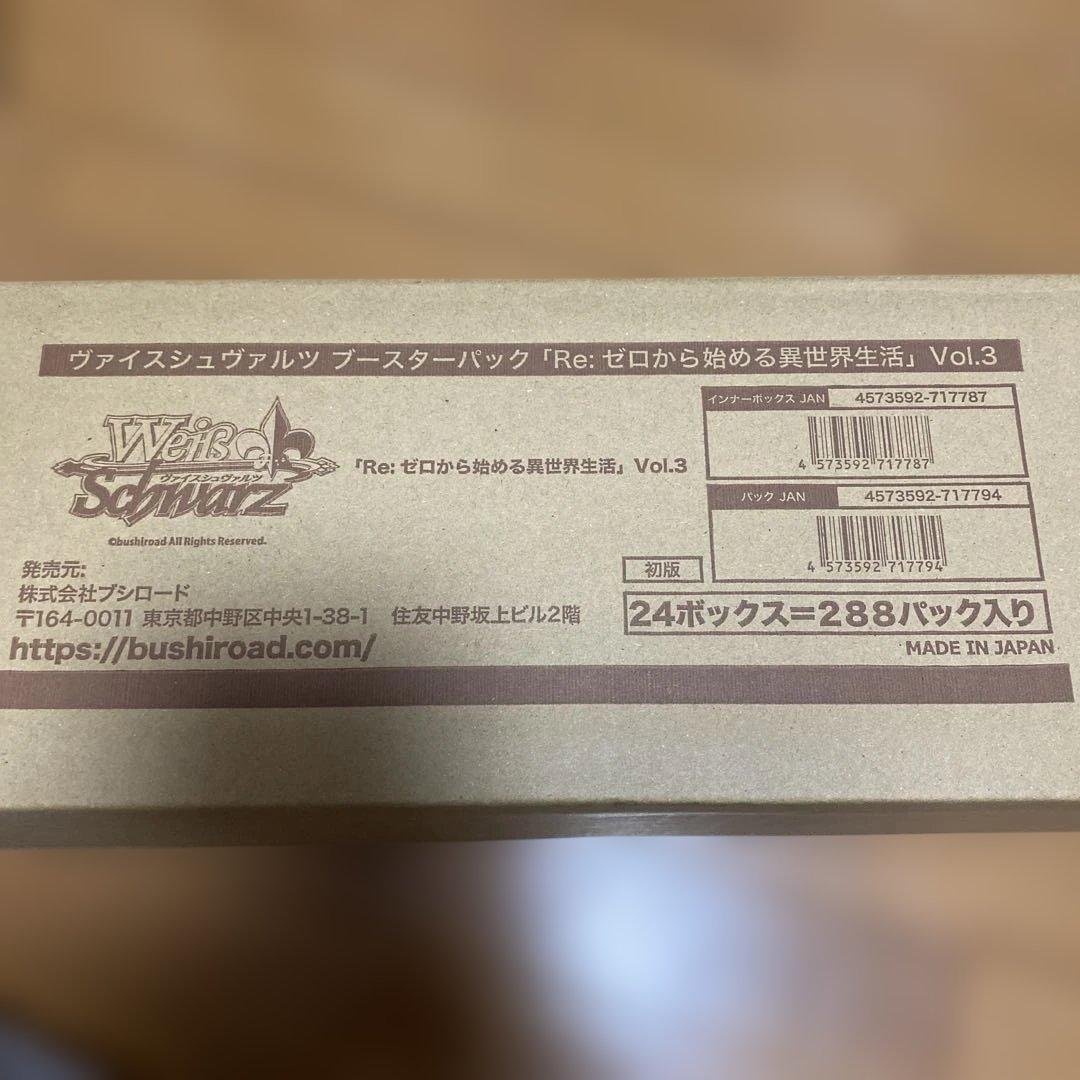 ヴァイスシュヴァルツ ブースターパック「Re: ゼロから始める異世界生活」Vol.3
Weiß
ヴァイスシュヴァルツ
Schwarz
©bushiroad All Rights Reserved.
「Re: ゼロから始める異世界生活」Vol.3
インナーボックス JAN 4573592-717787
4 573592 717787
パック JAN 4573592-717794
4 573592 717794
初版
24ボックス=288パック入り
MADE IN JAPAN
発売元:
株式会社ブシロード
〒164-0011 東京都中野区中央1-38-1 住友中野坂上ビル2階
https://bushiroad.com/